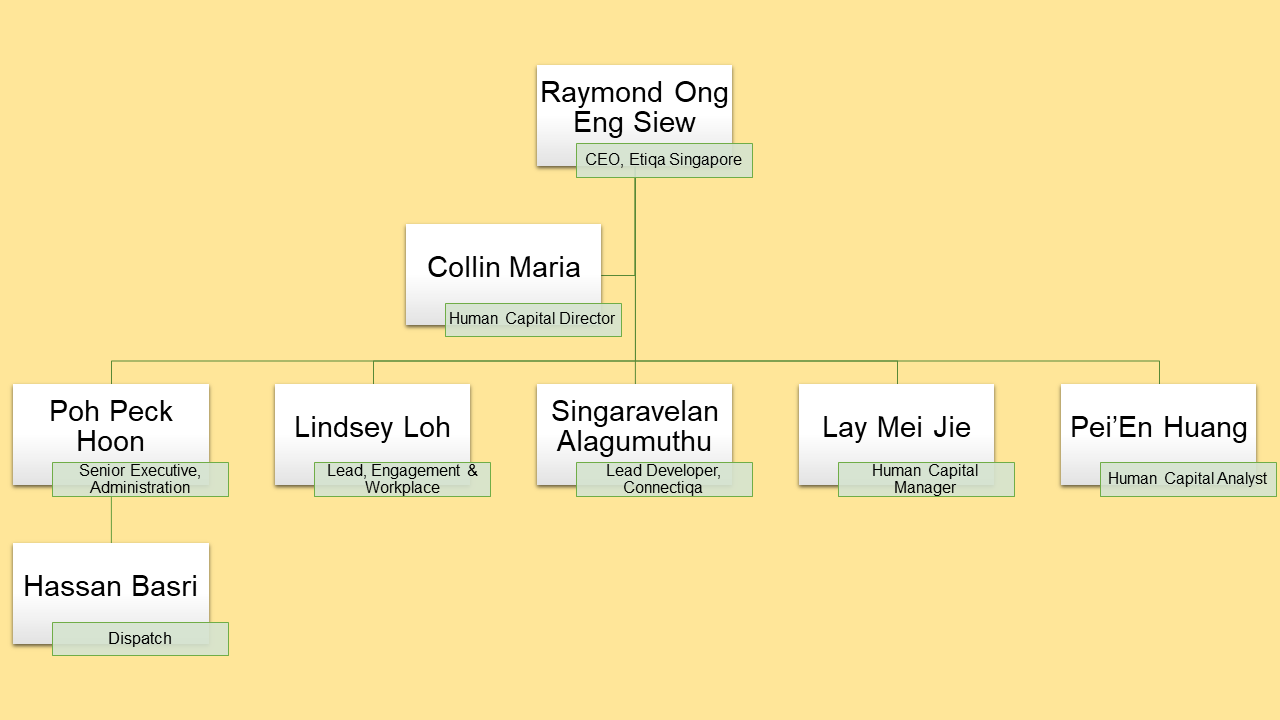 Raymond Ong
Eng Siew
CEO, Etiqa Singapore
Collin Maria
Human Capital Director
Poh Peck
Hoon
Senior Executive,
Administration
Lindsey Loh
Lead, Engagement &
Workplace
Singaravelan
Alagumuthu
Lead Developer,
Connectiqa
Lay Mei Jie
Human Capital
Manager
Pei’En Huang
Human Capital Analyst
Hassan Basri
Dispatch